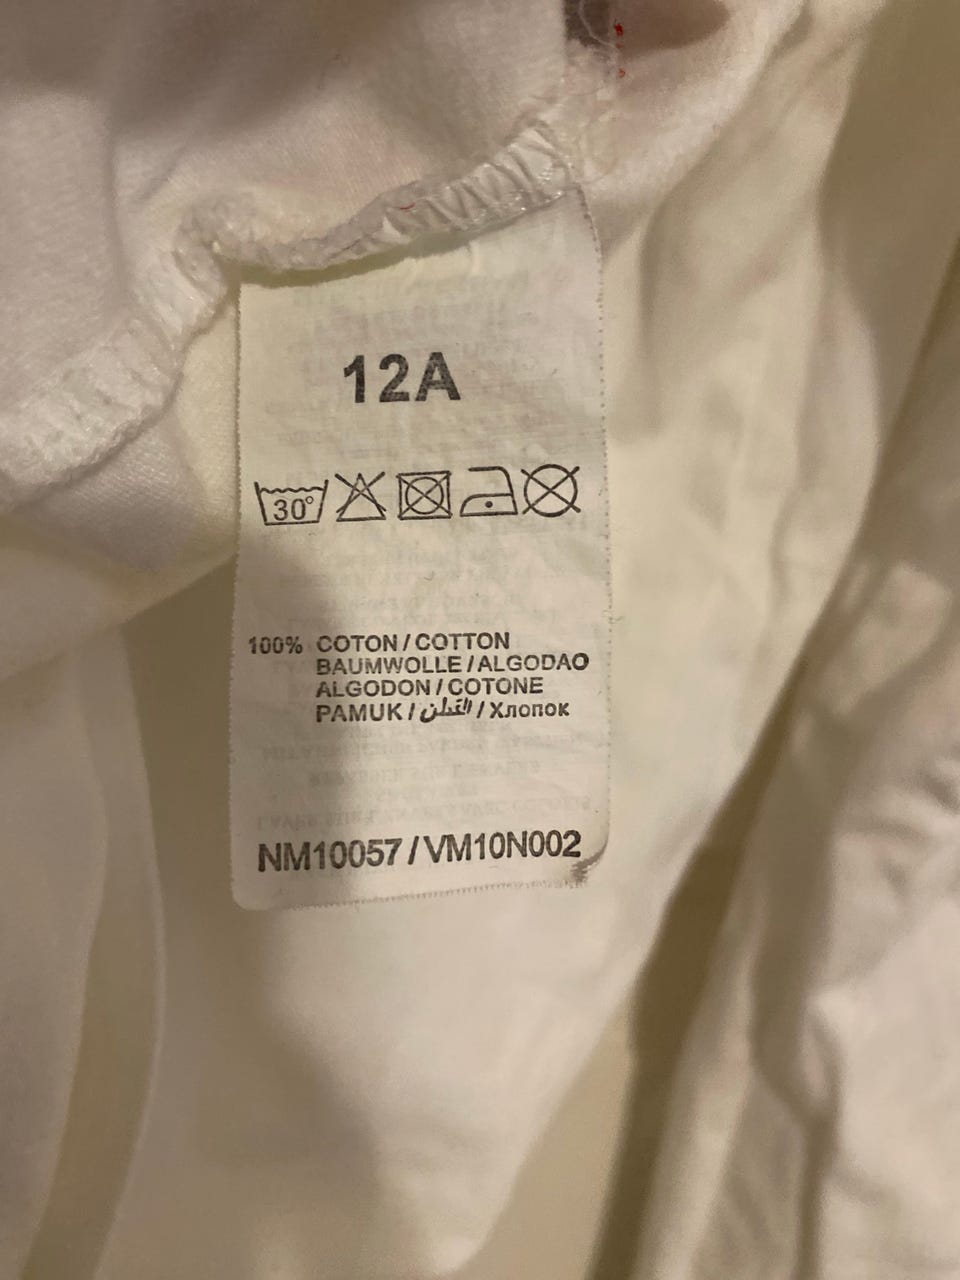 12A
30°
100% COTON / COTTON
BAUMWOLLE / ALGODAO
ALGODON / COTONE
PAMUK / القطن / Хлопок
NM10057 / VM10N002